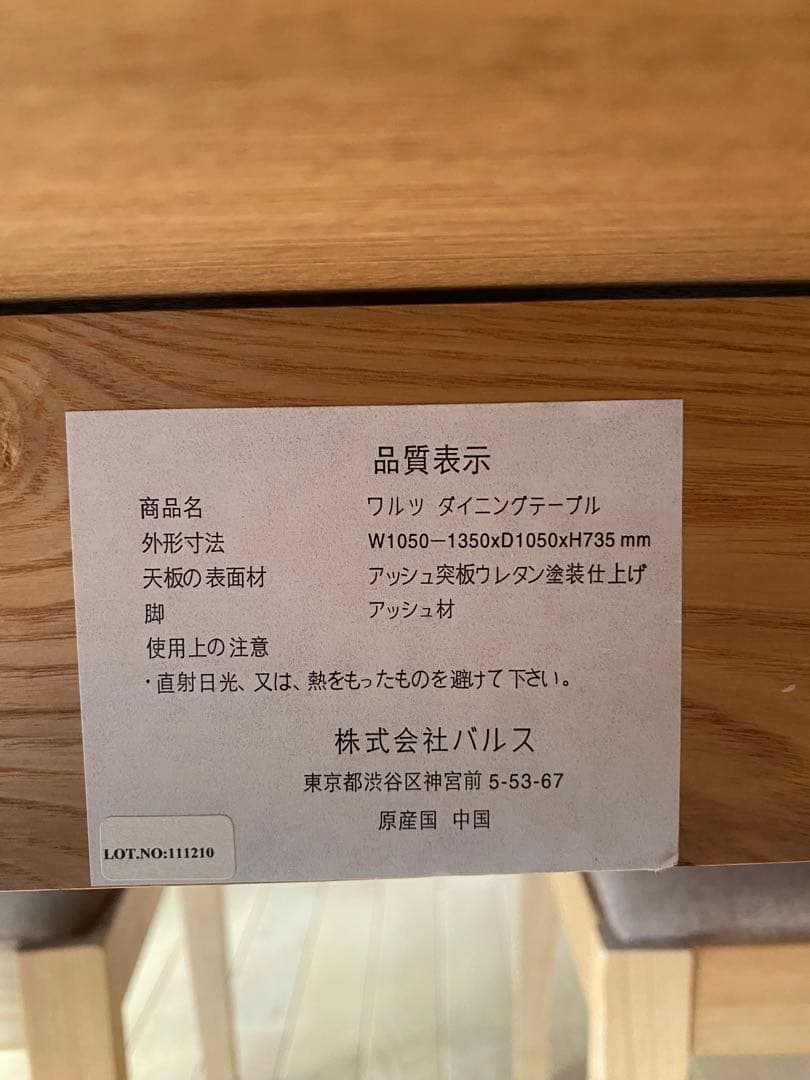 品質表示
商品名 ワルツ ダイニングテーブル
外形寸法 W1050－1350xD1050xH735 mm
天板の表面材 アッシュ突板ウレタン塗装仕上げ
脚 アッシュ材
使用上の注意
・直射日光、又は、熱をもったものを避けて下さい。
株式会社バルス
東京都渋谷区神宮前 5-53-67
原産国 中国
LOT.NO:111210